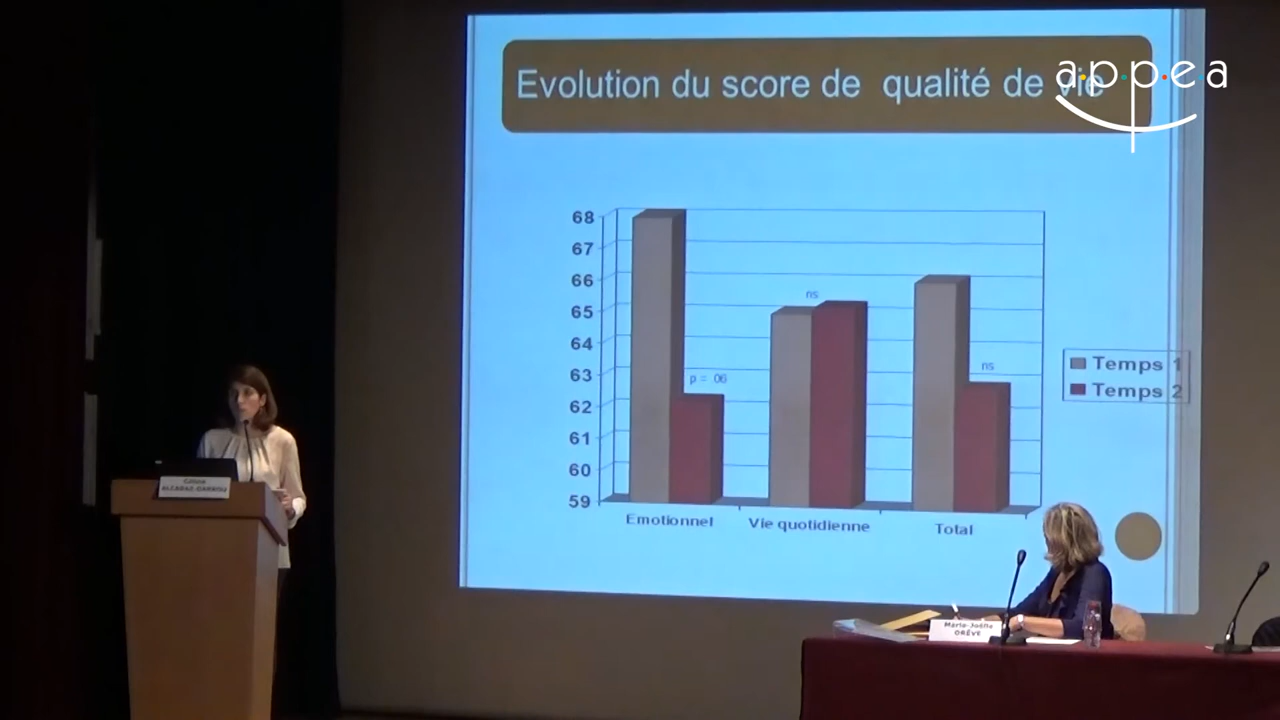 Evolution du score de qualité de vie
appea
68
67
66
65
64
63
62
61
60
59
p = 06
ns
ns
Emotionnel
Vie quotidienne
Total
Temps 1
Temps 2
Marie-Joëlle
ORÈVE